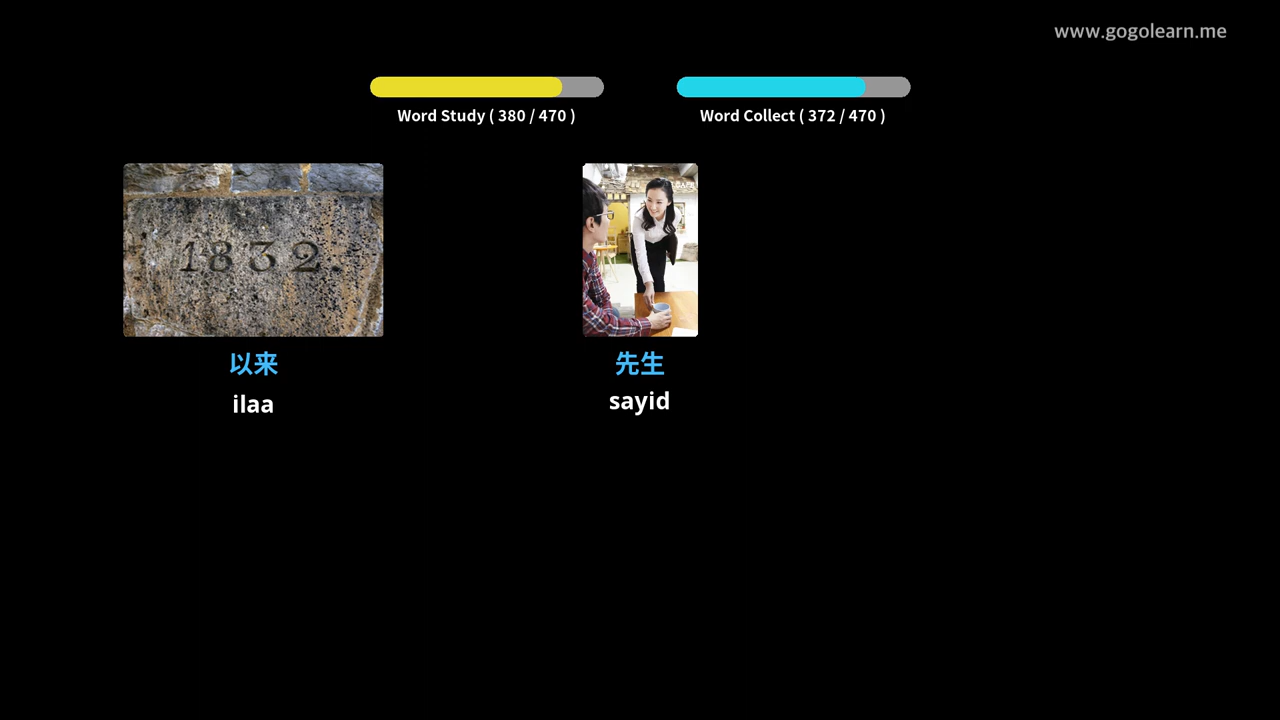 www.gogolearn.me
Word Study ( 380 / 470 )
Word Collect ( 372 / 470 )
1832.
以来
先生
ilaa
sayid